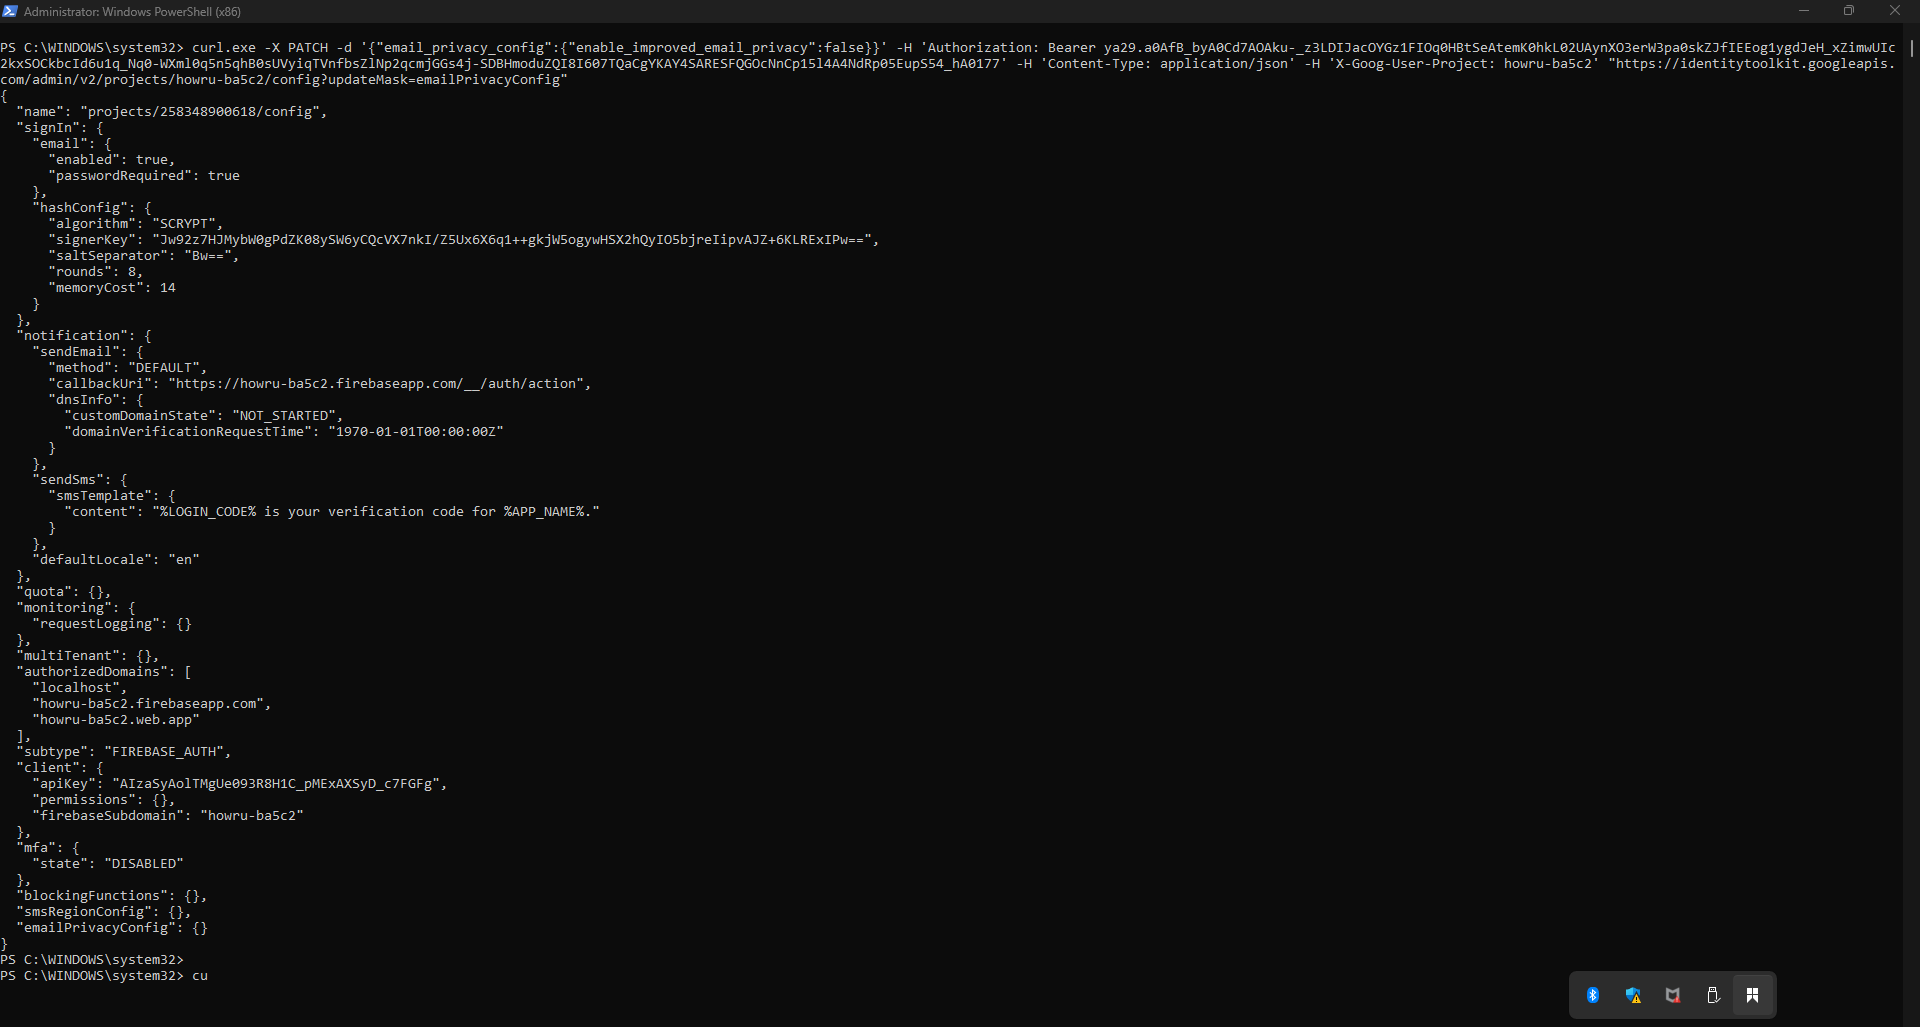 Administrator: Windows PowerShell (x86)
PS C:\WINDOWS\system32> curl.exe -X PATCH -d '{"email_privacy_config":{"enable_improved_email_privacy":false}}' -H 'Authorization: Bearer ya29.a0AfB_byA0Cd7AOAku-_z3LDIJacOYGz1FIOq0HBtSeAtemK0hkL02UAynXO3erW3pa0skZJfIEEog1ygdJeH_xZimwUIc
2kxSOCkbcId6u1q_Nq0-WXml0q5n5qhB0sUVyiqTVnfbsZlNp2qcmjGGs4j-SDBHmoduZQI8I607TQaCgYKAY4SARESFQGOcNnCp15l4A4NdRp05EupS54_hA0177' -H 'Content-Type: application/json' -H 'X-Goog-User-Project: howru-ba5c2' "https://identitytoolkit.googleapis.
com/admin/v2/projects/howru-ba5c2/config?updateMask=emailPrivacyConfig"
{
  "name": "projects/258348900618/config",
  "signIn": {
    "email": {
      "enabled": true,
      "passwordRequired": true
    },
    "hashConfig": {
      "algorithm": "SCRYPT",
      "signerKey": "Jw92z7HJMybW0gPdZK08ySW6yCQcVX7nkI/Z5Ux6X6q1++gkjW5ogywHSX2hQyIO5bjreIipvAJZ+6KLRExIPw==",
      "saltSeparator": "Bw==",
      "rounds": 8,
      "memoryCost": 14
    }
  },
  "notification": {
    "sendEmail": {
      "method": "DEFAULT",
      "callbackUri": "https://howru-ba5c2.firebaseapp.com/__/auth/action",
      "dnsInfo": {
        "customDomainState": "NOT_STARTED",
        "domainVerificationRequestTime": "1970-01-01T00:00:00Z"
      }
    },
    "sendSms": {
      "smsTemplate": {
        "content": "%LOGIN_CODE% is your verification code for %APP_NAME%."
      }
    },
    "defaultLocale": "en"
  },
  "quota": {},
  "monitoring": {
    "requestLogging": {}
  },
  "multiTenant": {},
  "authorizedDomains": [
    "localhost",
    "howru-ba5c2.firebaseapp.com",
    "howru-ba5c2.web.app"
  ],
  "subtype": "FIREBASE_AUTH",
  "client": {
    "apiKey": "AIzaSyAolTMgUe093R8H1C_pMExAXSyD_c7FGFg",
    "permissions": {},
    "firebaseSubdomain": "howru-ba5c2"
  },
  "mfa": {
    "state": "DISABLED"
  },
  "blockingFunctions": {},
  "smsRegionConfig": {},
  "emailPrivacyConfig": {}
}
PS C:\WINDOWS\system32>
PS C:\WINDOWS\system32> cu